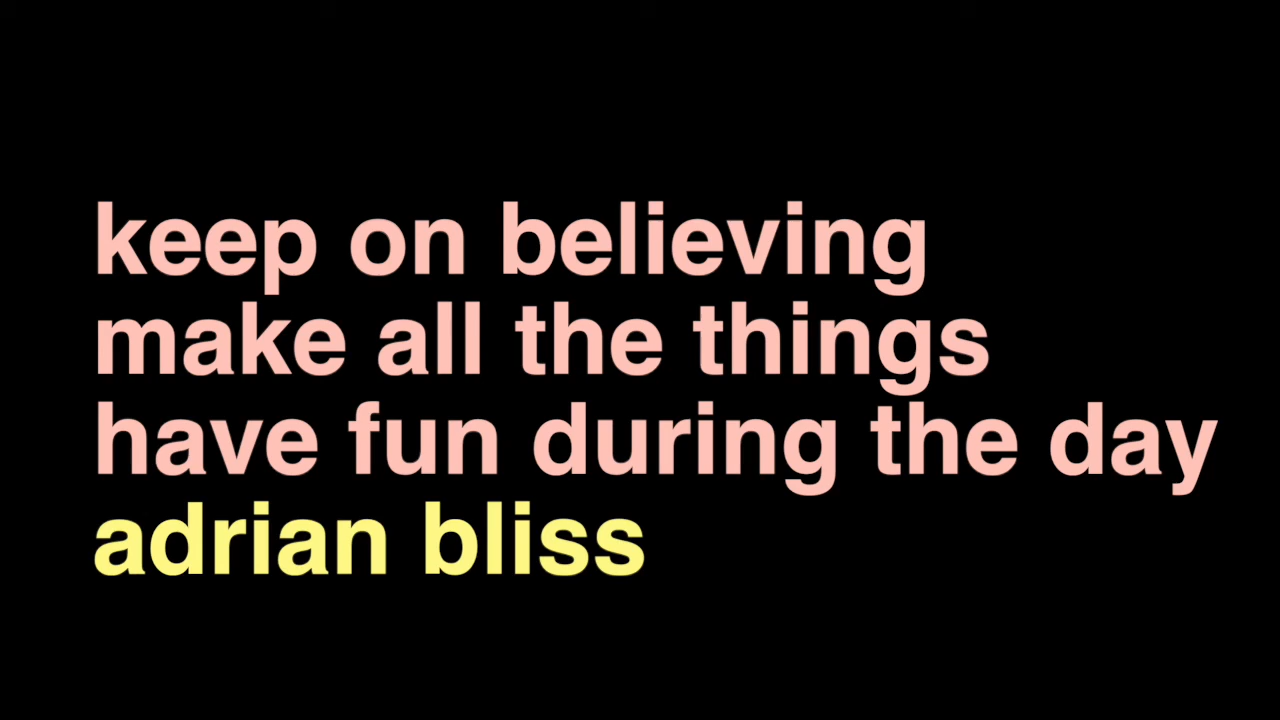 keep on believing
make all the things
have fun during the day
adrian bliss